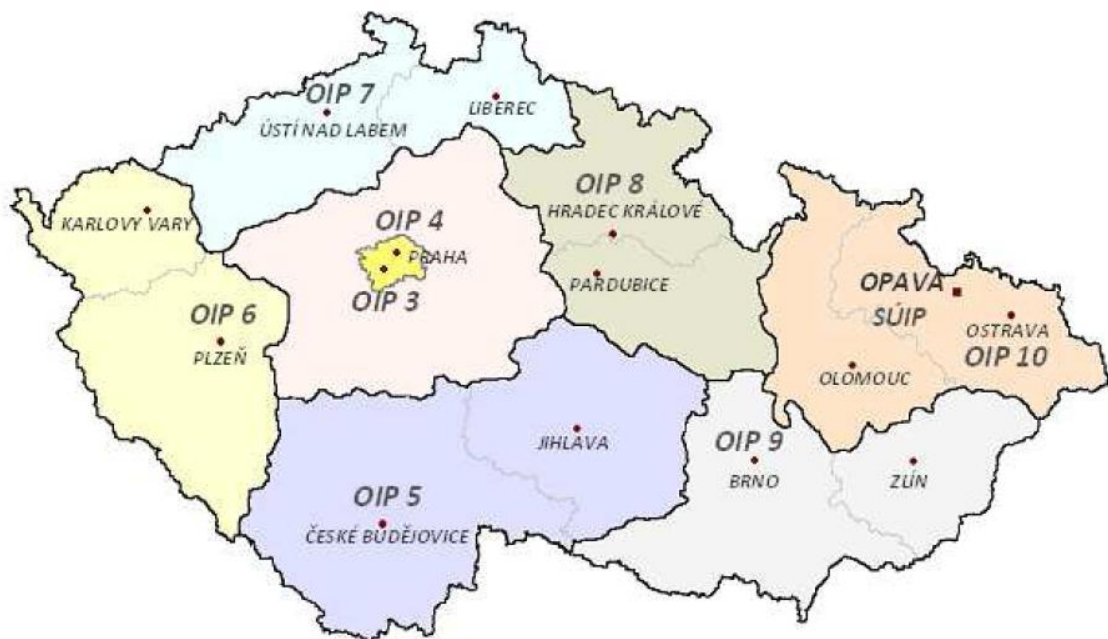 OIP 7
ÚSTÍ NAD LABEM
LIBEREC
KARLOVY VARY
OIP 4
PRAHA
OIP 3
OIP 8
HRADEC KRÁLOVÉ
PARDUBICE
OIP 6
PLZEŇ
OPAVA
SÚIP
OSTRAVA
OIP 10
OLOMOUC
JIHLAVA
OIP 9
BRNO
ZLÍN
OIP 5
ČESKÉ BUDĚJOVICE